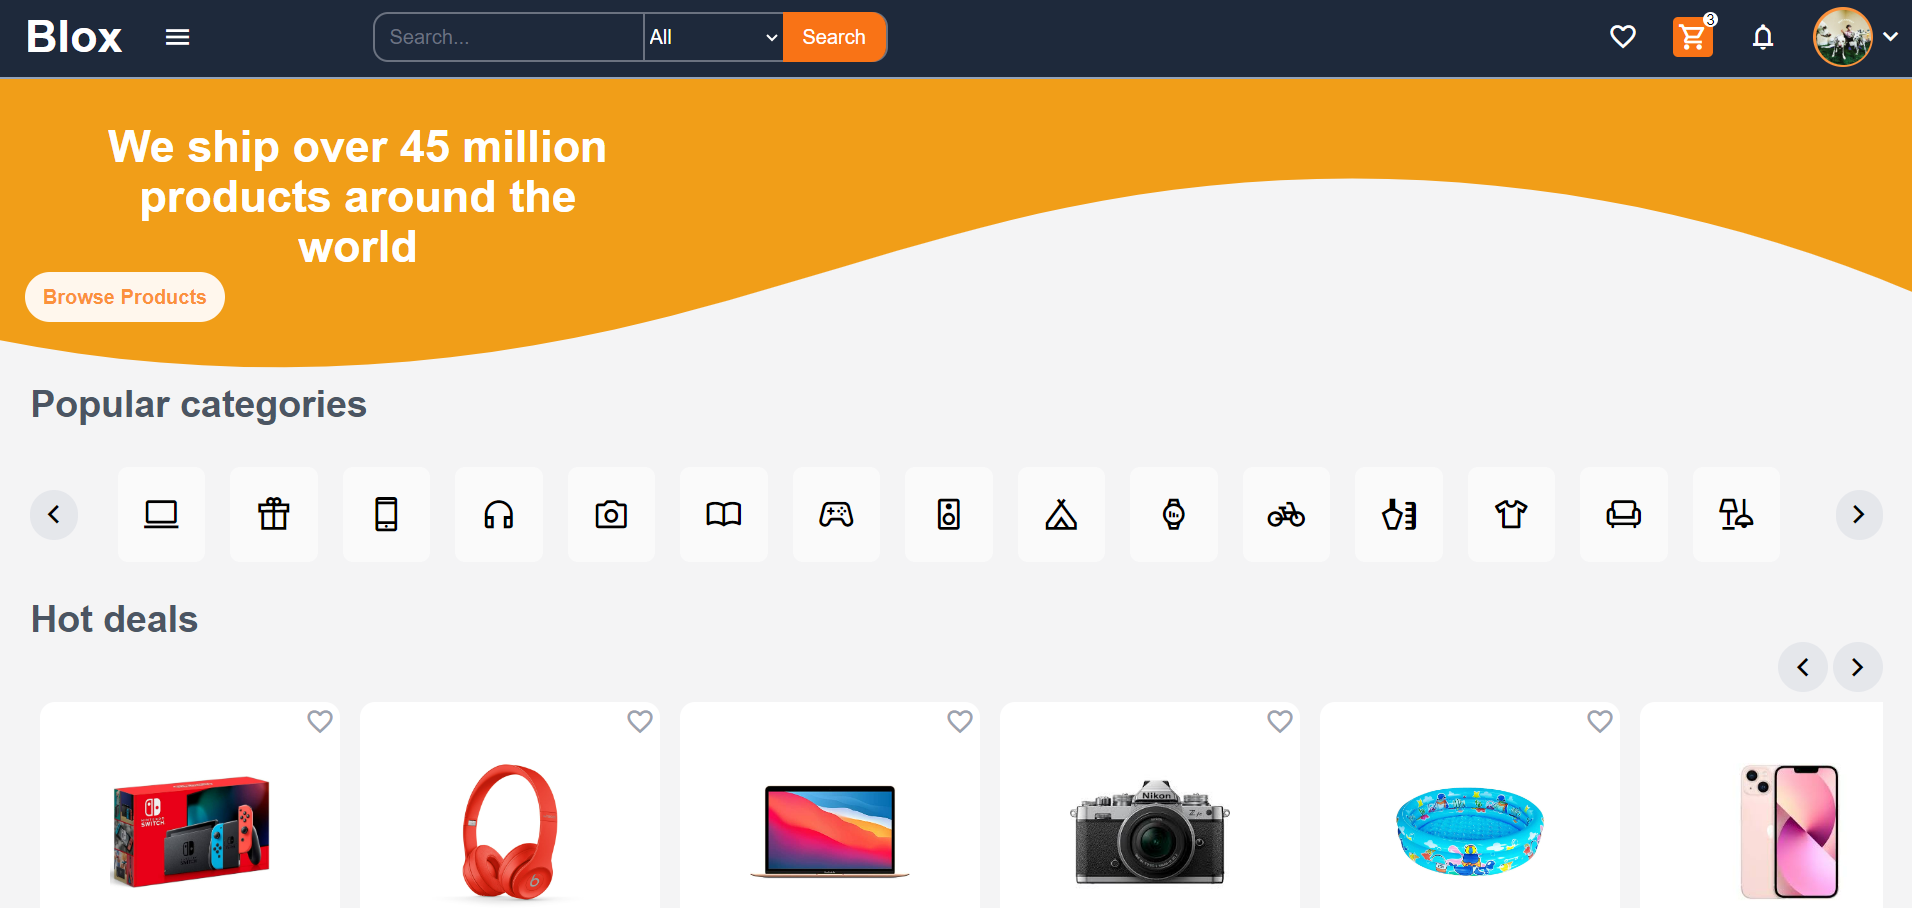 Blox
Search...
All
Search
3
We ship over 45 million
products around the
world
Browse Products
Popular categories
Hot deals
NINTENDO
SWITCH
Nikon
Z fc